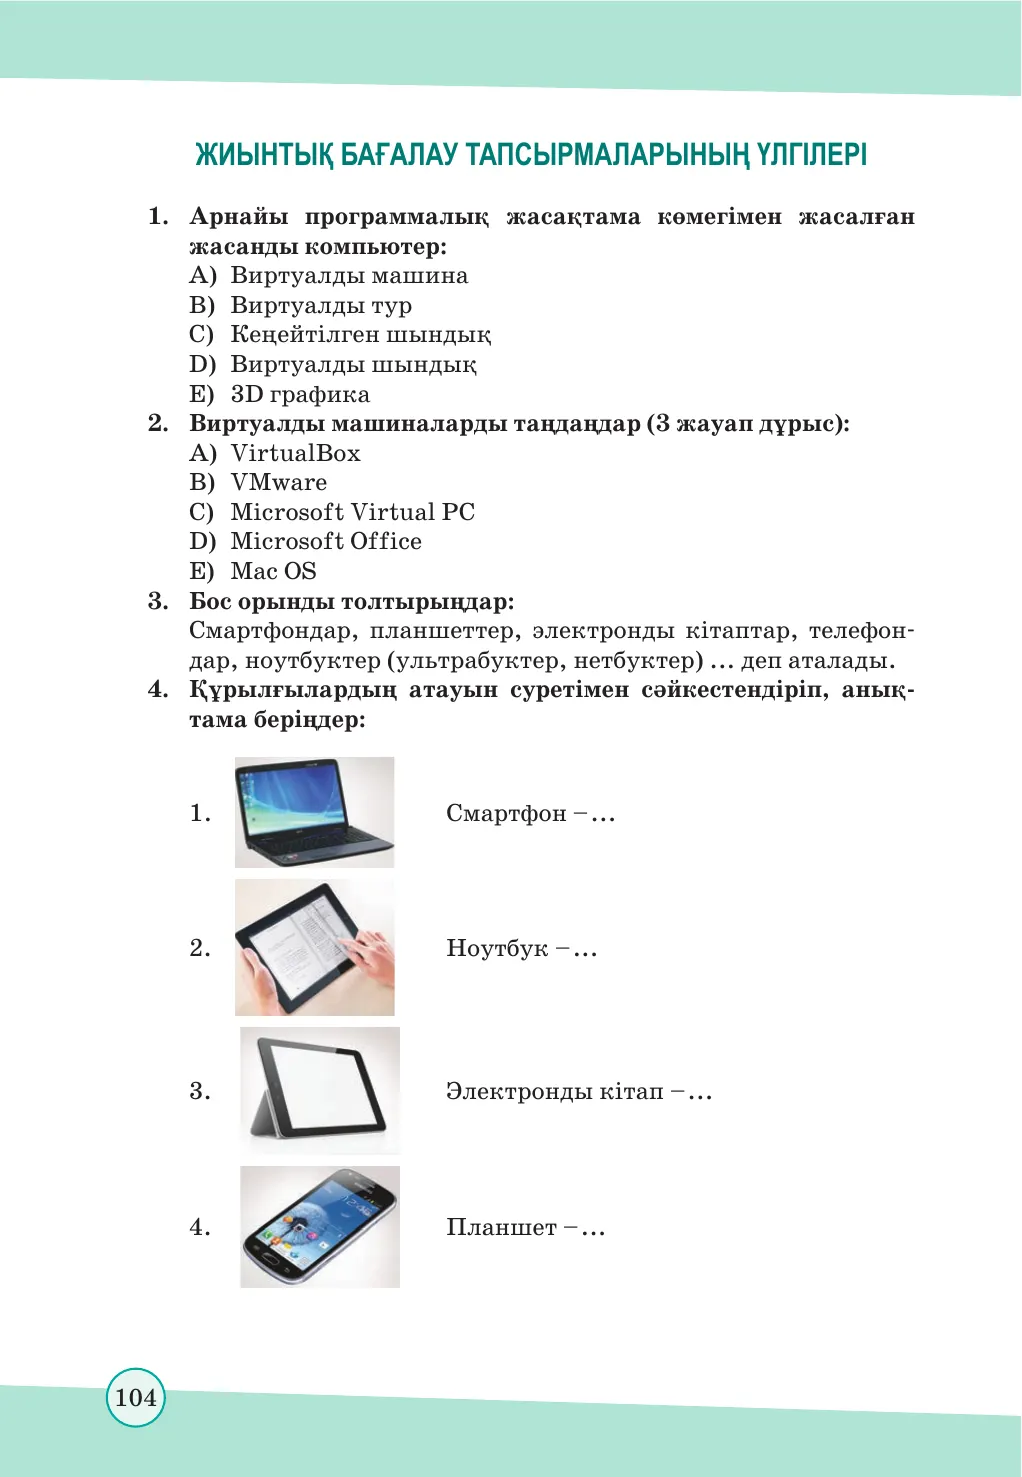 ЖИЫНТЫҚ БАҒАЛАУ ТАПСЫРМАЛАРЫНЫҢ ҮЛГІЛЕРІ
1. Арнайы программалық жасақтама көмегімен жасалған
жасанды компьютер:
A) Виртуалды машина
B) Виртуалды тур
C) Кеңейтілген шындық
D) Виртуалды шындық
E) 3D графика
2. Виртуалды машиналарды таңдаңдар (3 жауап дұрыс):
A) VirtualBox
B) VMware
C) Microsoft Virtual PC
D) Microsoft Office
E) Mac OS
3. Бос орынды толтырыңдар:
Смартфондар, планшеттер, электронды кітаптар, телефон-
дар, ноутбуктер (ультрабуктер, нетбуктер) ... деп аталады.
4. Құрылғылардың атауын суретімен сәйкестендіріп, анық-
тама беріңдер:
1. Смартфон – ...
2. Ноутбук – ...
3. Электронды кітап – ...
4. Планшет – ...
104